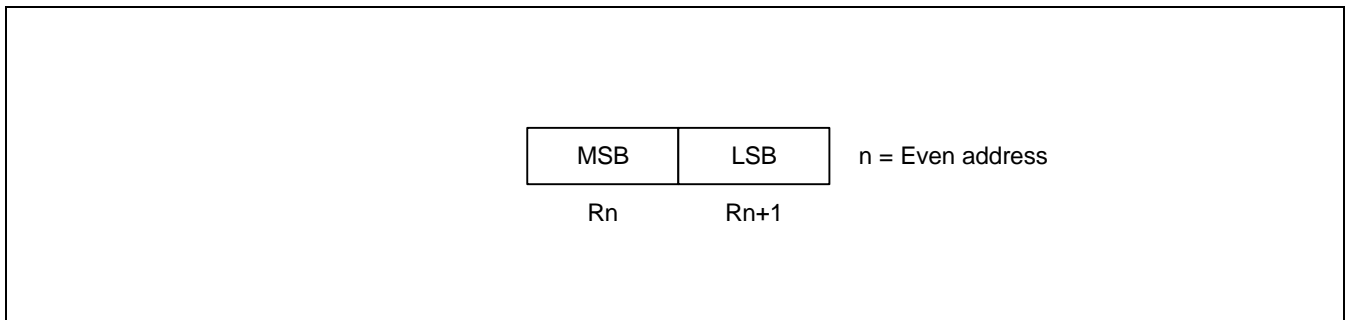 MSB LSB n = Even address
Rn Rn+1